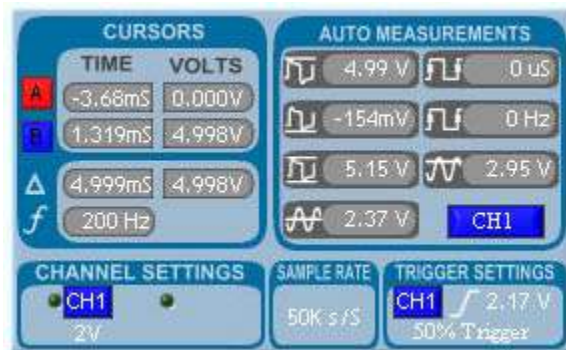 CURSORS
TIME VOLTS
A -3.68mS 0.000V
B 1.319mS 4.998V
Δ 4.999mS 4.998V
f 200 Hz
AUTO MEASUREMENTS
4.99 V 0 uS
-154mV 0 Hz
5.15 V 2.95 V
2.37 V CH1
CHANNEL SETTINGS
CH1
2V
SAMPLE RATE
50K s/S
TRIGGER SETTINGS
CH1 2.17 V
50% Trigger